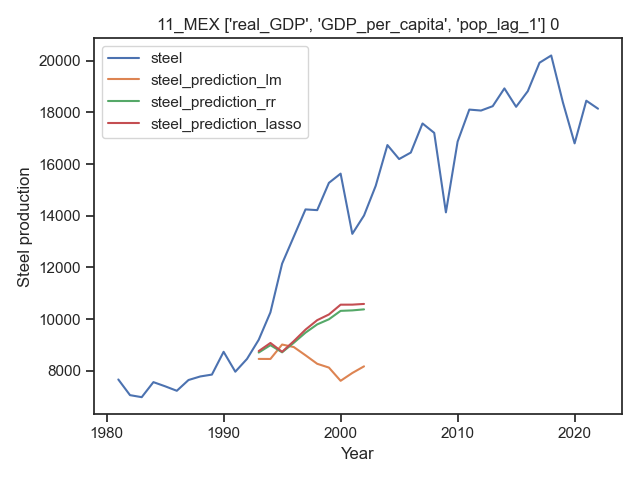 11_MEX ['real_GDP', 'GDP_per_capita', 'pop_lag_1'] 0
steel
steel_prediction_lm
steel_prediction_rr
steel_prediction_lasso
Steel production
20000
18000
16000
14000
12000
10000
8000
1980
1990
2000
2010
2020
Year